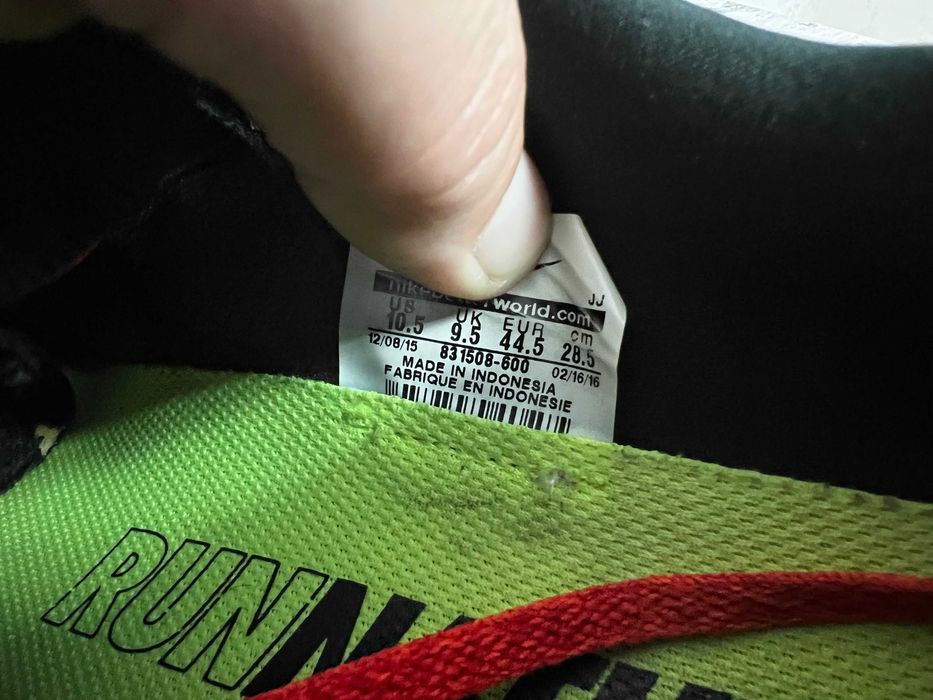 JJ
world.com
US UK EUR cm
10.5 9.5 44.5 28.5
12/08/15 831508-600 02/16/16
MADE IN INDONESIA
FABRIQUE EN INDONESIE